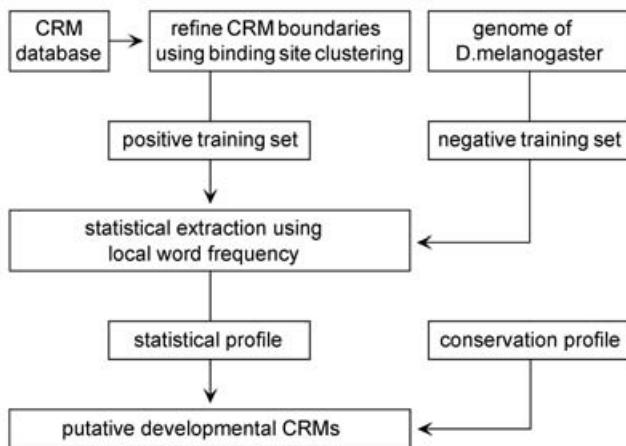 CRM
database
refine CRM boundaries
using binding site clustering
genome of
D.melanogaster
positive training set
negative training set
statistical extraction using
local word frequency
statistical profile
conservation profile
putative developmental CRMs